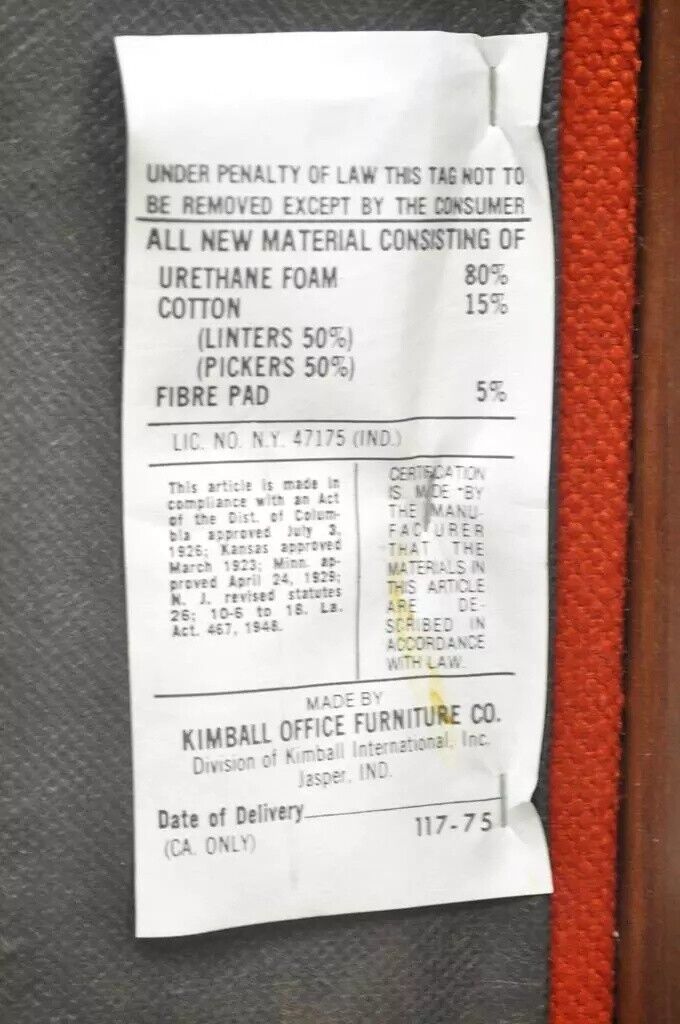 UNDER PENALTY OF LAW THIS TAG NOT TO
BE REMOVED EXCEPT BY THE CONSUMER
ALL NEW MATERIAL CONSISTING OF
URETHANE FOAM 80%
COTTON 15%
(LINTERS 50%)
(PICKERS 50%)
FIBRE PAD 5%
LIC. NO. N.Y. 47175 (IND.)
This article is made in
compliance with an Act
of the Dist. of Colum-
bia approved July 3,
1926; Kansas approved
March 1923; Minn. ap-
proved April 24, 1929;
N. J. revised statutes
26; 10-6 to 18. La.
Act. 467, 1948.
CERTIFICATION
IS MADE BY
THE MANU-
FACTURER
THAT THE
MATERIALS IN
THIS ARTICLE
ARE DE-
SCRIBED IN
ACCORDANCE
WITH LAW.
MADE BY
KIMBALL OFFICE FURNITURE CO.
Division of Kimball International, Inc.
Jasper, IND.
Date of Delivery
(CA. ONLY)
117-75